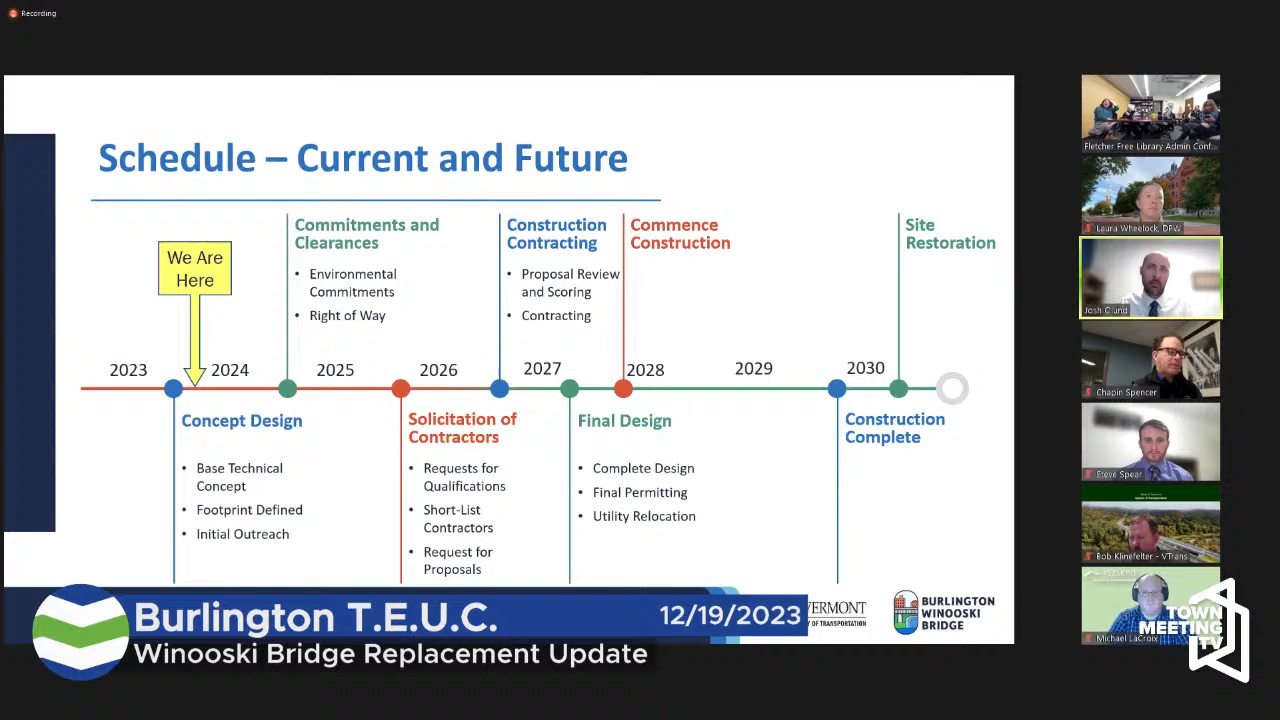 Recording
Schedule – Current and Future
We Are
Here
Commitments and
Clearances
• Environmental
Commitments
• Right of Way
Construction
Contracting
• Proposal Review
and Scoring
• Contracting
Commence
Construction
Site
Restoration
2023
2024
2025
2026
2027
2028
2029
2030
Concept Design
• Base Technical
Concept
• Footprint Defined
• Initial Outreach
Solicitation of
Contractors
• Requests for
Qualifications
• Short-List
Contractors
• Request for
Proposals
Final Design
• Complete Design
• Final Permitting
• Utility Relocation
Construction
Complete
Burlington T.E.U.C.
12/19/2023
Winooski Bridge Replacement Update
VERMONT
OF TRANSPORTATION
BURLINGTON
WINOOSKI
BRIDGE
Fletcher Free Library Admin Conf...
Laura Wheelock, DPW
Josh Olund
Chapin Spencer
Steve Spear
Bob Klinefelter - VTrans
Michael LaCroix
TOWN
MEETING
TV